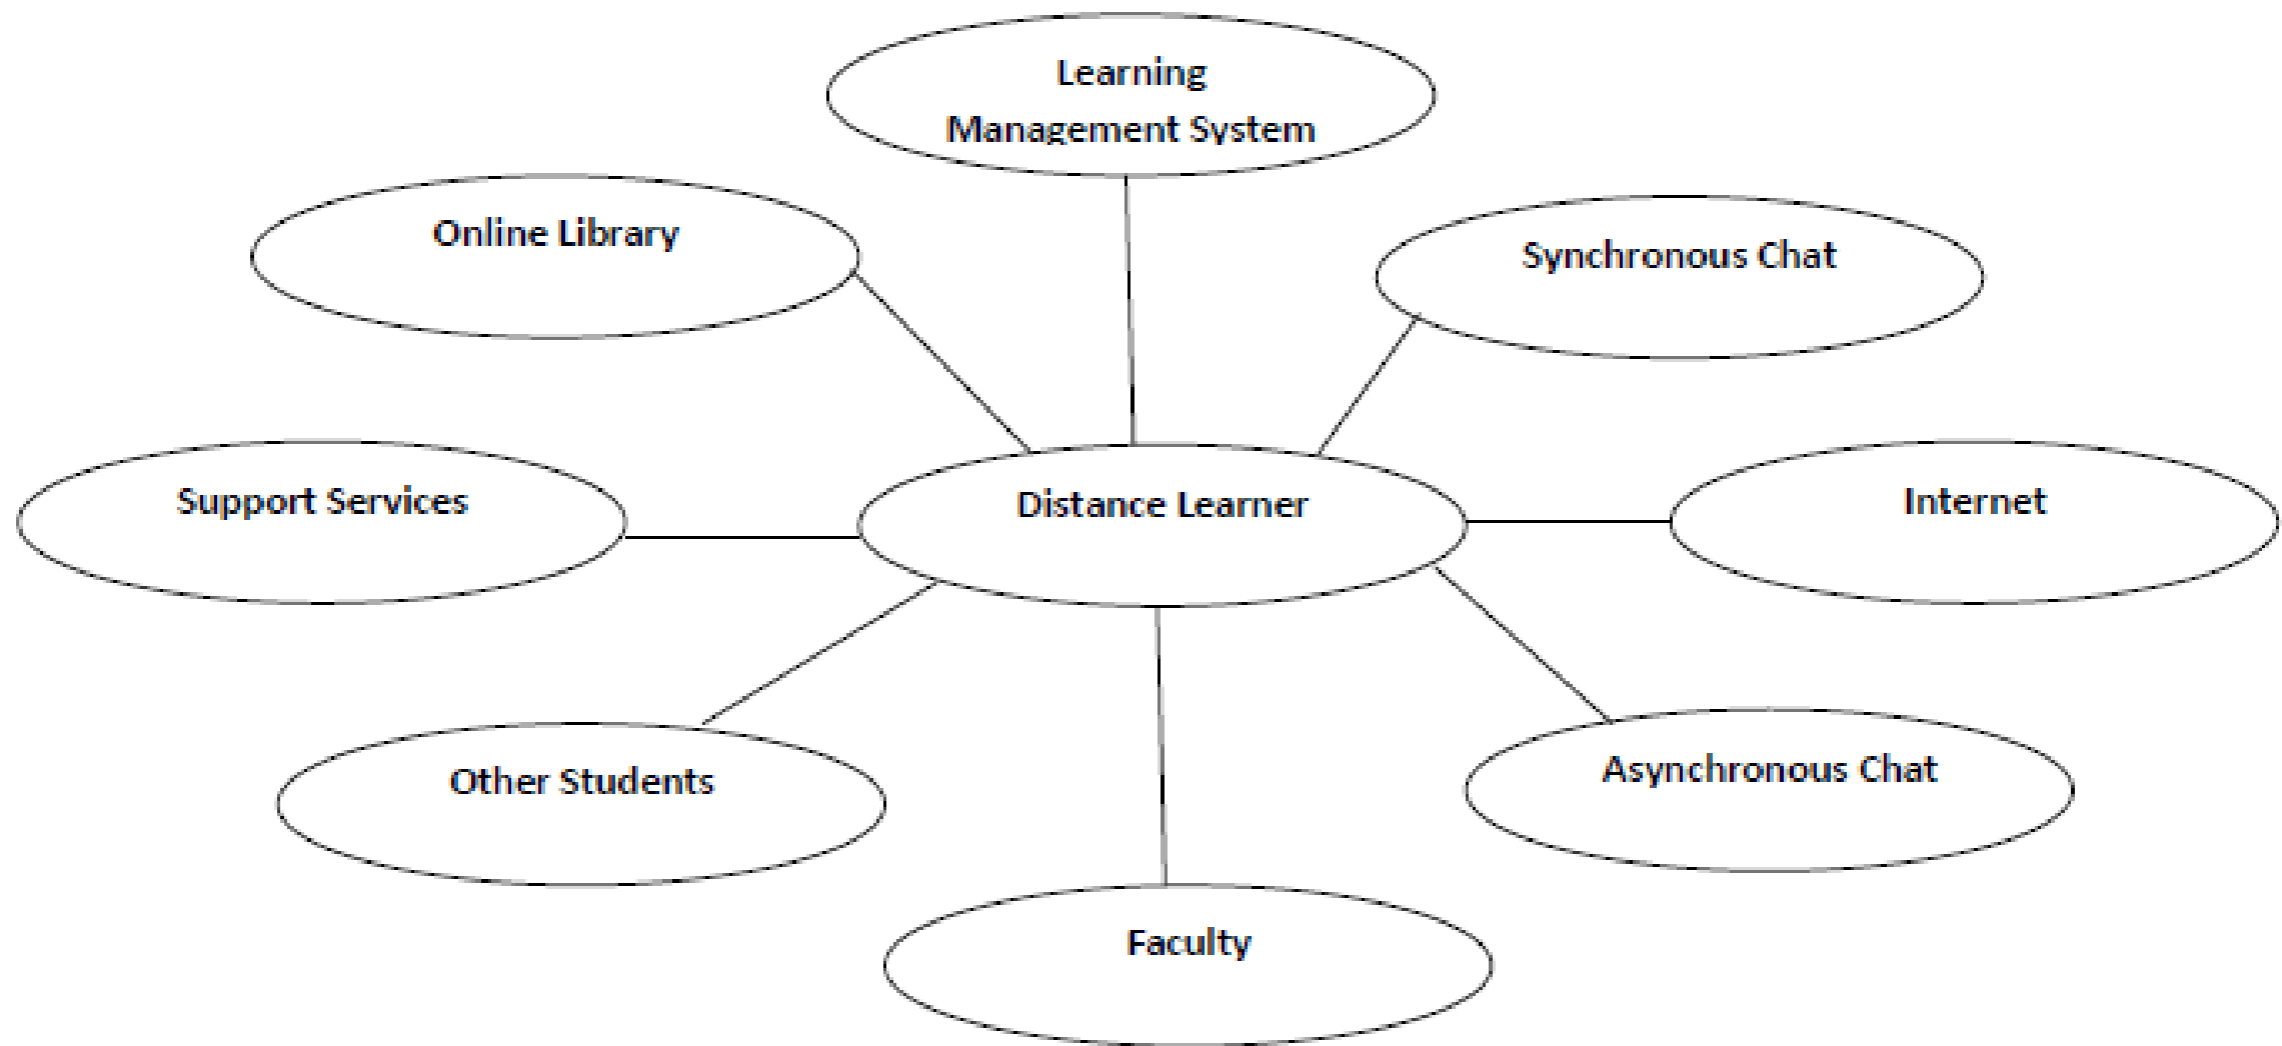 Learning
Management System
Online Library
Synchronous Chat
Support Services
Distance Learner
Internet
Other Students
Asynchronous Chat
Faculty